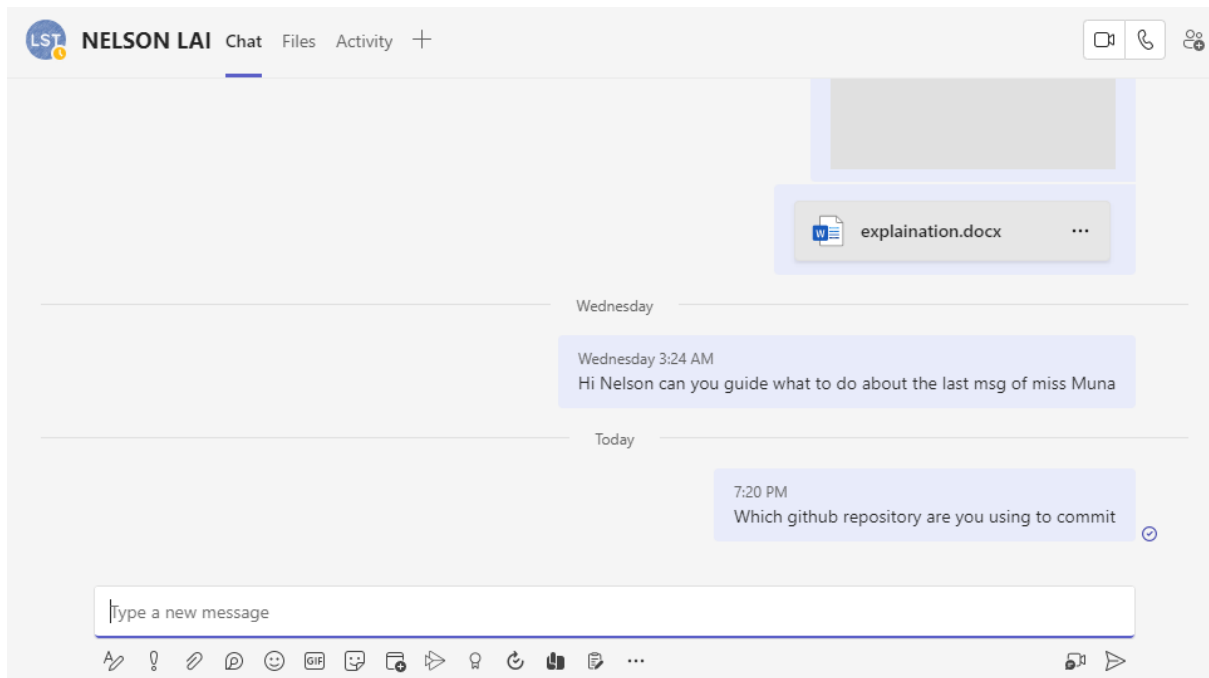 LST NELSON LAI Chat Files Activity
explaination.docx
Wednesday
Wednesday 3:24 AM
Hi Nelson can you guide what to do about the last msg of miss Muna
Today
7:20 PM
Which github repository are you using to commit
Type a new message
GIF